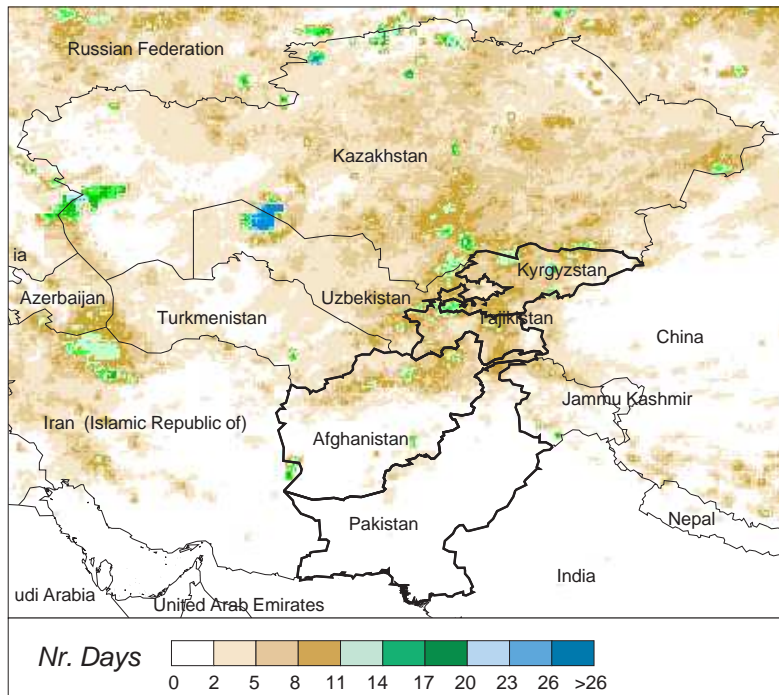 Russian Federation
Kazakhstan
ia
Azerbaijan
Turkmenistan
Uzbekistan
Kyrgyzstan
Tajikistan
China
Jammu Kashmir
Iran (Islamic Republic of)
Afghanistan
Pakistan
Nepal
India
udi Arabia
United Arab Emirates
Nr. Days
0 2 5 8 11 14 17 20 23 26 >26